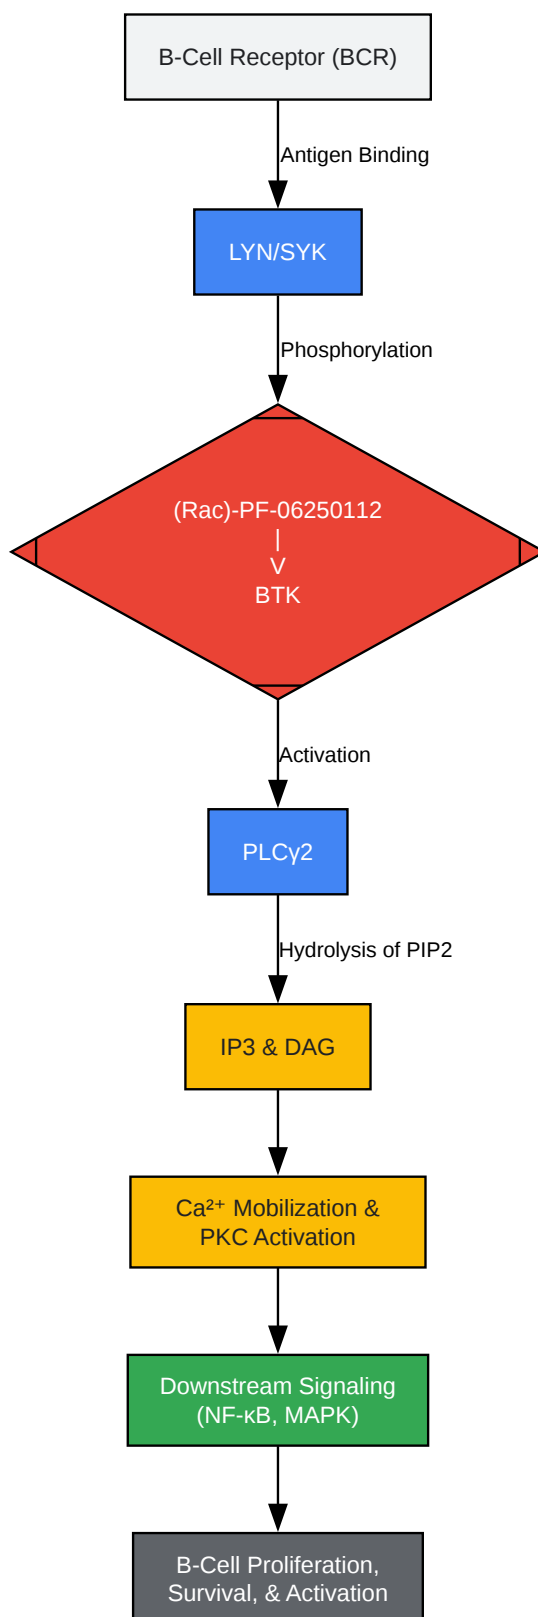 B-Cell Receptor (BCR)
Antigen Binding
LYN/SYK
Phosphorylation
(Rac)-PF-06250112
|
V
BTK
Activation
PLCγ2
Hydrolysis of PIP2
IP3 & DAG
Ca²⁺ Mobilization &
PKC Activation
Downstream Signaling
(NF-κB, MAPK)
B-Cell Proliferation,
Survival, & Activation